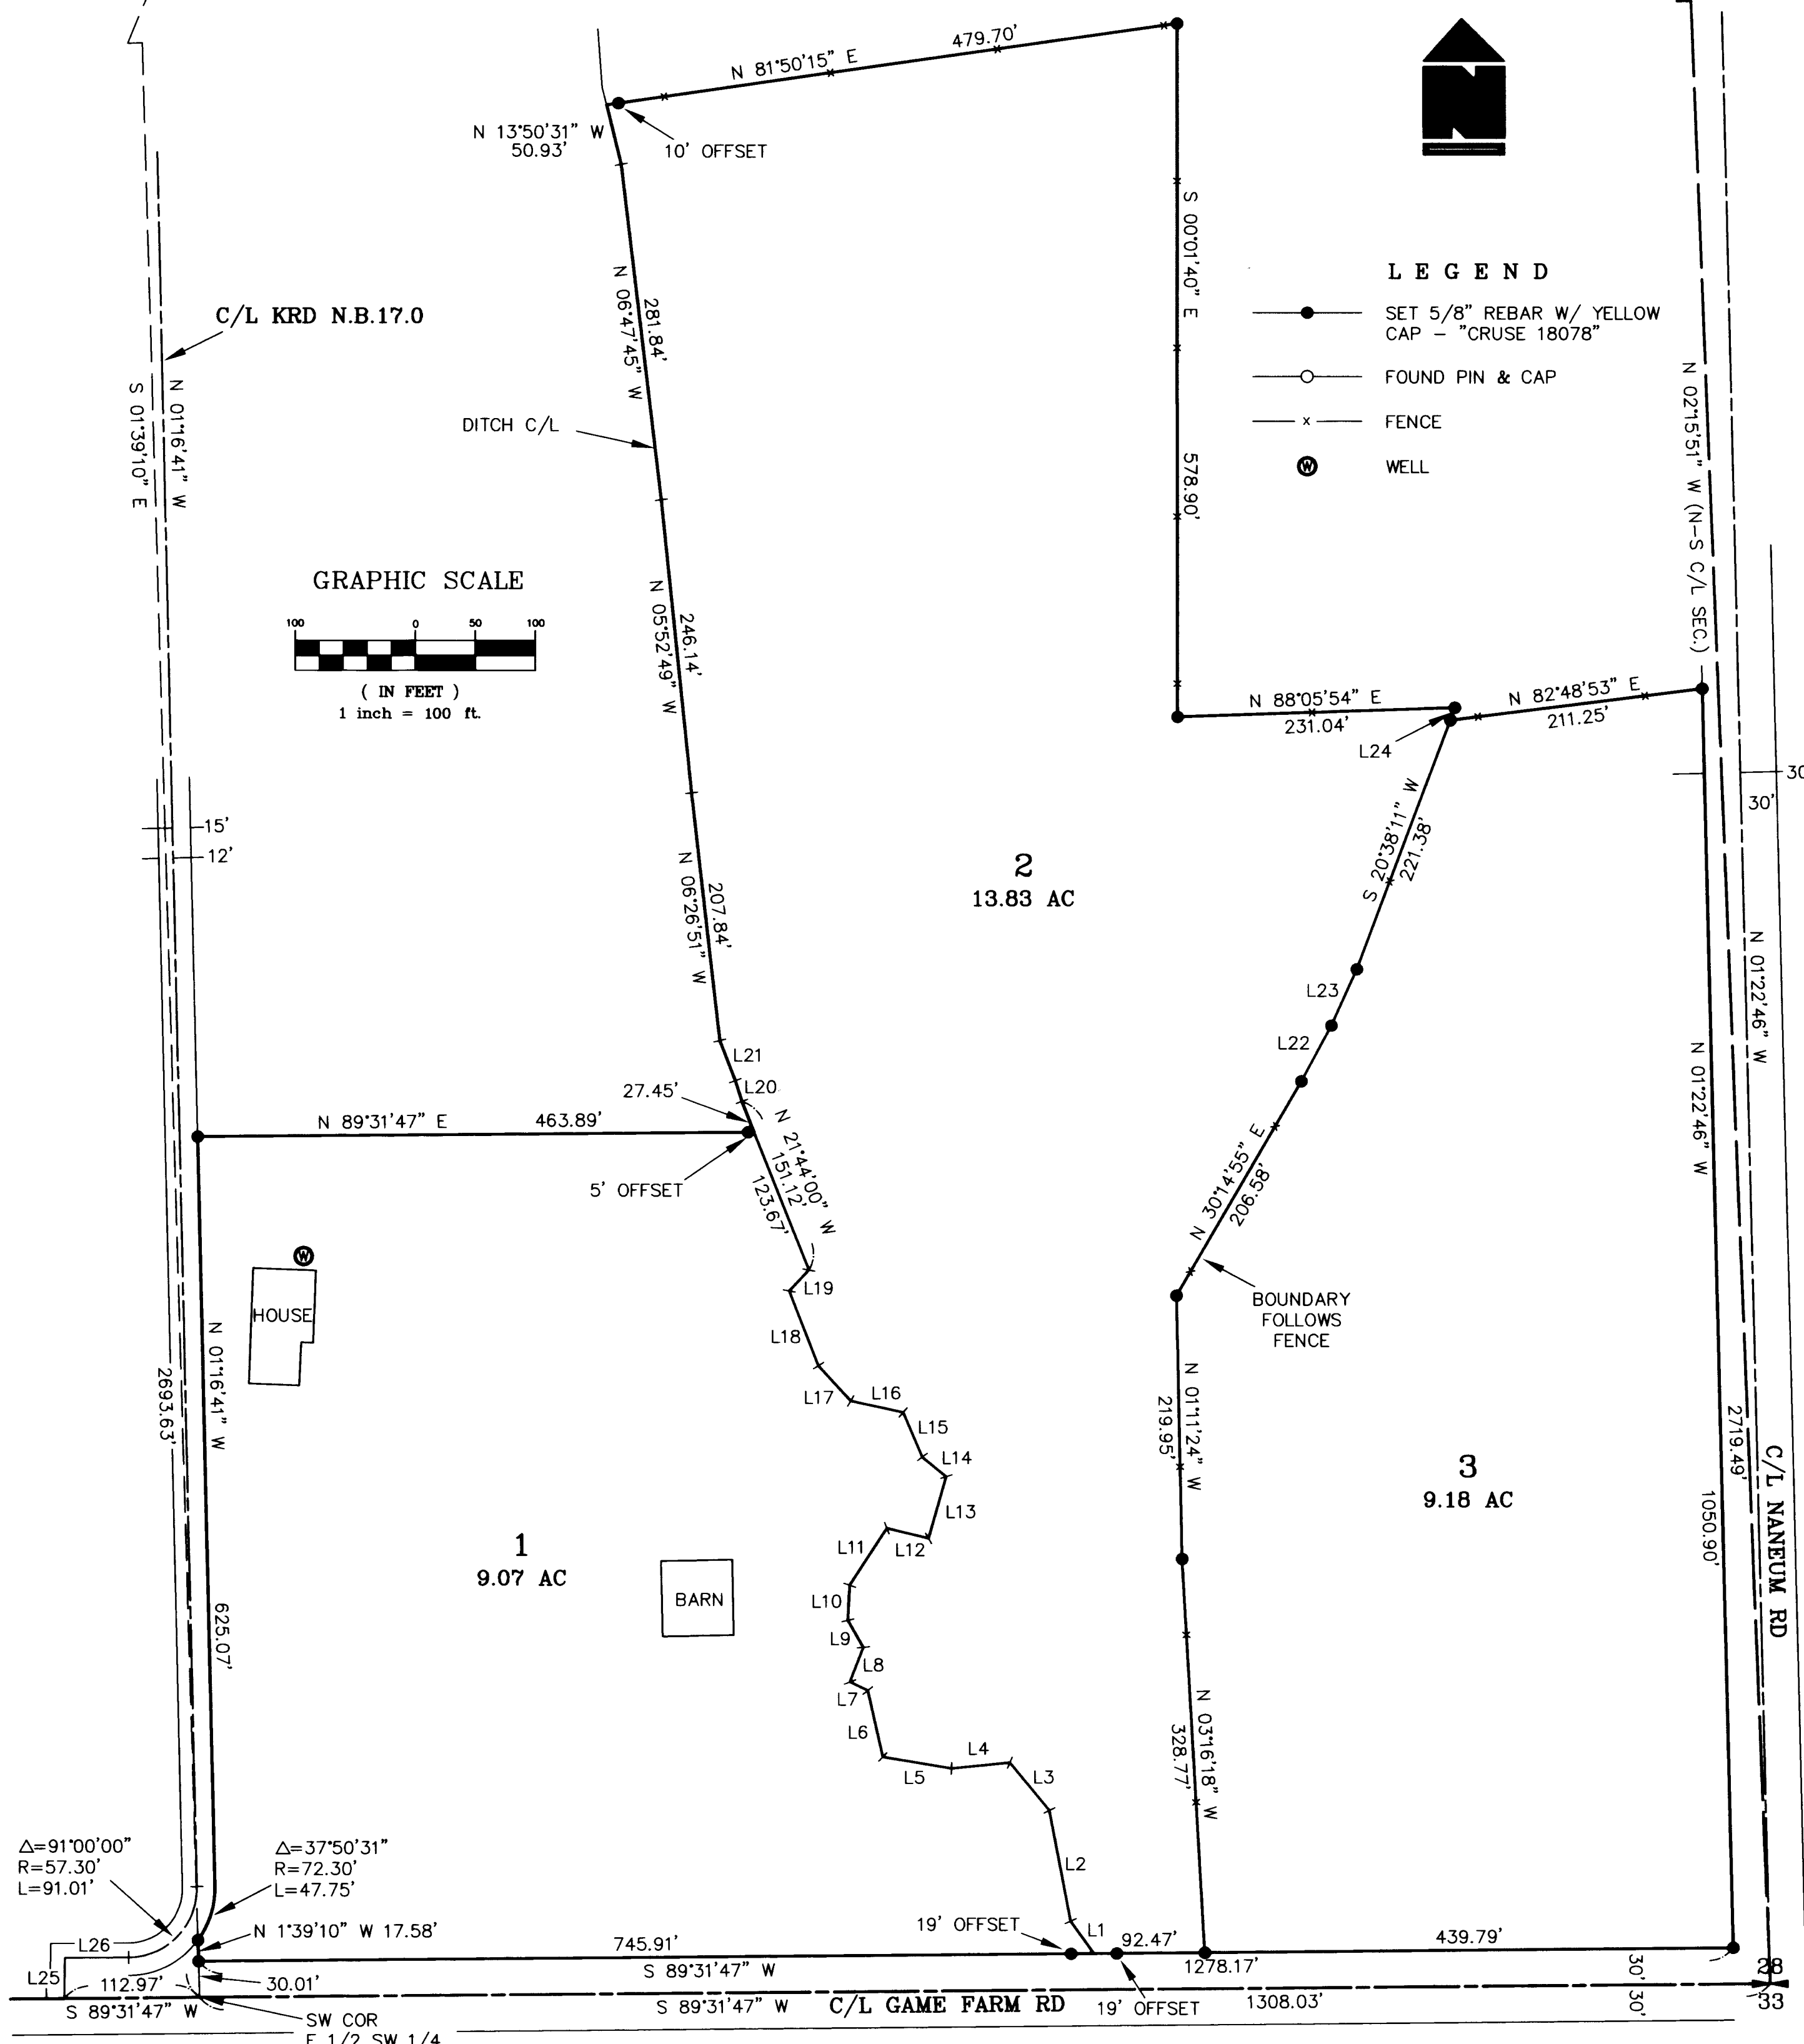 N 81°50'15" E 479.70'
N 13°50'31" W
50.93'
10' OFFSET
N
S 00°01'40" E
578.90'
LEGEND
SET 5/8" REBAR W/ YELLOW
CAP – "CRUSE 18078"
FOUND PIN & CAP
x FENCE
W WELL
C/L KRD N.B.17.0
S 01°39'10" E
N 01°16'41" W
N 06°47'45" W
281.84'
DITCH C/L
N 02°15'51" W (N–S C/L SEC.)
GRAPHIC SCALE
100 0 50 100
( IN FEET )
1 inch = 100 ft.
N 05°52'49" W
246.14'
N 88°05'54" E
231.04'
N 82°48'53" E
211.25'
L24
30
30'
15'
12'
S 20°38'11" W
221.38'
2
13.83 AC
N 06°26'51" W
207.84'
N 01°22'46" W
N 01°22'46" W
L23
L22
L21
L20
27.45'
N 89°31'47" E 463.89'
5' OFFSET
N 21°44'00" W
151.12'
123.67'
N 30°14'55" E
206.58'
W
HOUSE
L19
L18
BOUNDARY
FOLLOWS
FENCE
N 01°16'41" W
625.07'
2693.63'
L17
L16
L15
L14
L13
L12
L11
L10
L9
L8
L7
L6
L5
L4
L3
L2
L1
N 01°11'24" W
219.95'
3
9.18 AC
2719.49'
1050.90'
C/L NANEUM RD
1
9.07 AC
BARN
N 03°16'18" W
328.77'
Δ=91°00'00"
R=57.30'
L=91.01'
Δ=37°50'31"
R=72.30'
L=47.75'
N 1°39'10" W 17.58'
L26
L25
112.97'
30.01'
S 89°31'47" W
745.91'
S 89°31'47" W
19' OFFSET
92.47'
439.79'
1278.17'
S 89°31'47" W
C/L GAME FARM RD
19' OFFSET
1308.03'
30'
30'
28
33
SW COR
E 1/2 SW 1/4